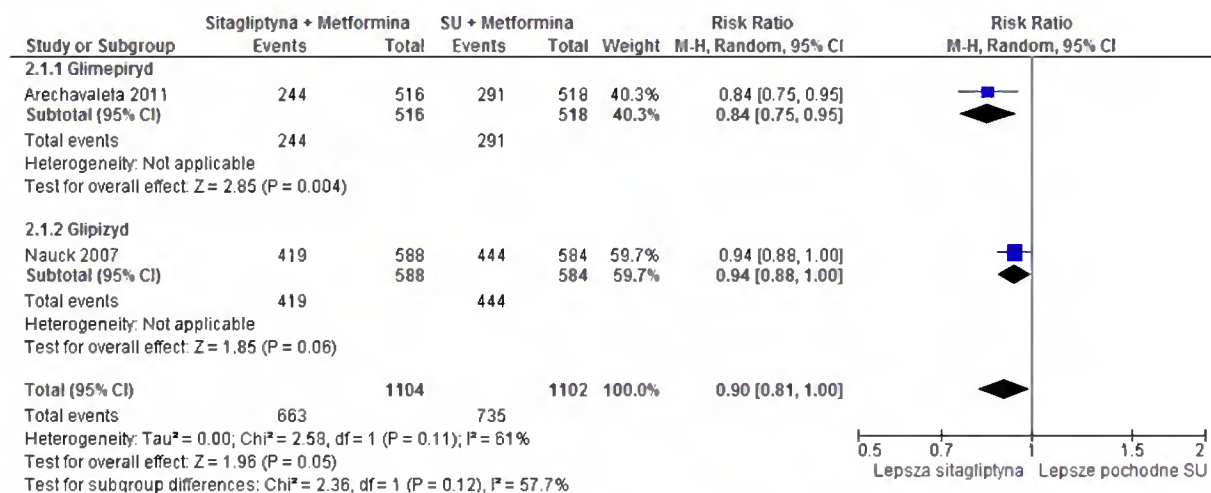 Sitagliptyna + Metformina SU + Metformina Risk Ratio Risk Ratio
Study or Subgroup Events Total Events Total Weight M-H, Random, 95% CI M-H, Random, 95% CI
2.1.1 Glimepiryd
Arechavaleta 2011 244 516 291 518 40.3% 0.84 [0.75, 0.95]
Subtotal (95% CI) 516 518 40.3% 0.84 [0.75, 0.95]
Total events 244 291
Heterogeneity: Not applicable
Test for overall effect: Z = 2.85 (P = 0.004)
2.1.2 Glipizyd
Nauck 2007 419 588 444 584 59.7% 0.94 [0.88, 1.00]
Subtotal (95% CI) 588 584 59.7% 0.94 [0.88, 1.00]
Total events 419 444
Heterogeneity: Not applicable
Test for overall effect: Z = 1.85 (P = 0.06)
Total (95% CI) 1104 1102 100.0% 0.90 [0.81, 1.00]
Total events 663 735
Heterogeneity: Tau² = 0.00; Chi² = 2.58, df = 1 (P = 0.11); I² = 61%
Test for overall effect: Z = 1.96 (P = 0.05)
Test for subgroup differences: Chi² = 2.36, df = 1 (P = 0.12), I² = 57.7%
0.5 0.7 1 1.5 2
Lepsza sitagliptyna Lepsze pochodne SU